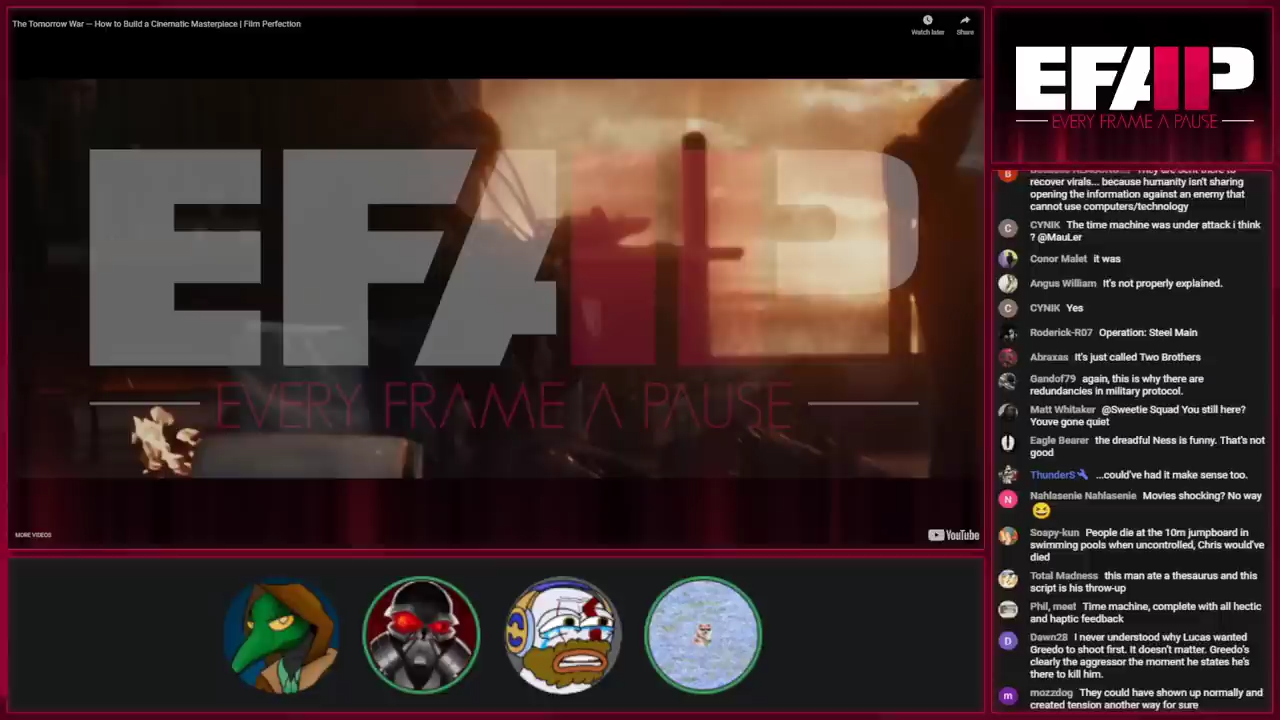 The Tomorrow War — How to Build a Cinematic Masterpiece | Film Perfection
Watch later
Share
EFAP
EVERY FRAME A PAUSE
MORE VIDEOS
YouTube
EFAP
EVERY FRAME A PAUSE
They are sent there to
recover virals... because humanity isn't sharing
opening the information against an enemy that
cannot use computers/technology
CYNIK The time machine was under attack i think
? @MauLer
Conor Malet it was
Angus William It's not properly explained.
CYNIK Yes
Roderick-R07 Operation: Steel Main
Abraxas It's just called Two Brothers
Gandof79 again, this is why there are
redundancies in military protocol.
Matt Whitaker @Sweetie Squad You still here?
Youve gone quiet
Eagle Bearer the dreadful Ness is funny. That's not
good
ThunderS ...could've had it make sense too.
Nahlasenie Nahlasenie Movies shocking? No way
Soapy-kun People die at the 10m jumpboard in
swimming pools when uncontrolled, Chris would've
died
Total Madness this man ate a thesaurus and this
script is his throw-up
Phil, meet Time machine, complete with all hectic
and haptic feedback
Dawn28 I never understood why Lucas wanted
Greedo to shoot first. It doesn't matter. Greedo's
clearly the aggressor the moment he states he's
there to kill him.
mozzdog They could have shown up normally and
created tension another way for sure